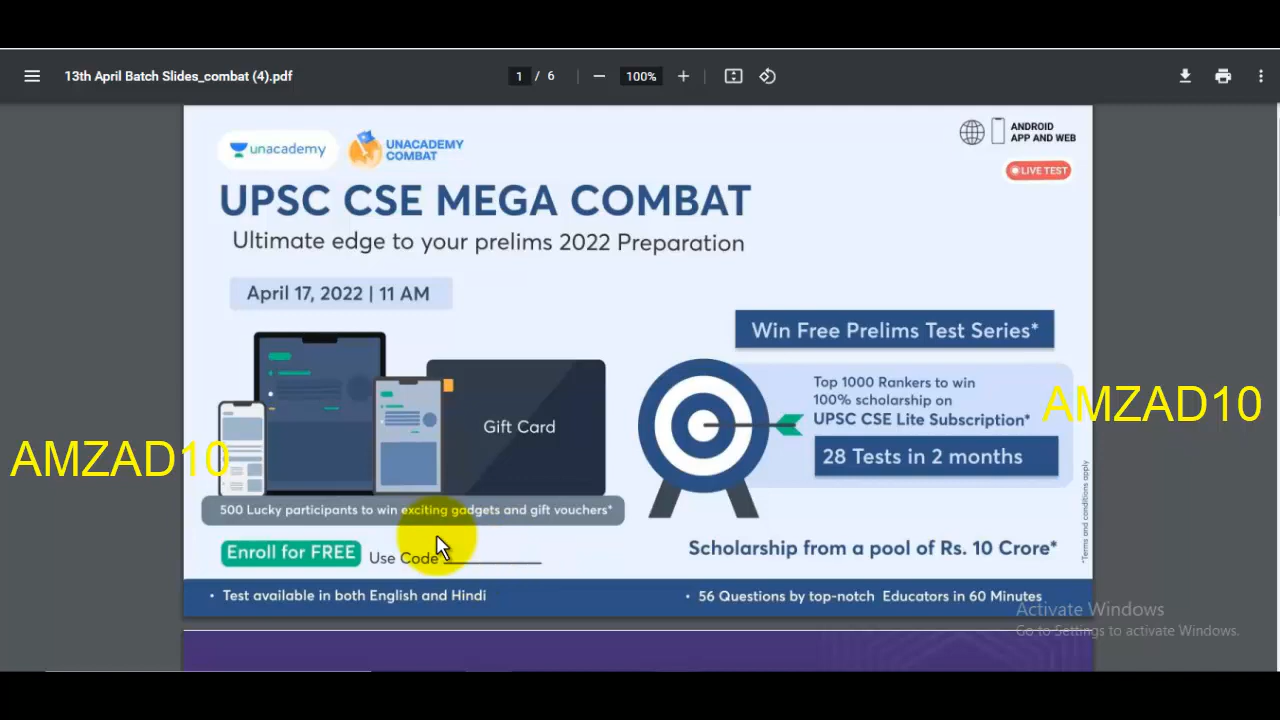 13th April Batch Slides_combat (4).pdf
1 / 6
100%
unacademy
UNACADEMY
COMBAT
ANDROID
APP AND WEB
LIVE TEST
UPSC CSE MEGA COMBAT
Ultimate edge to your prelims 2022 Preparation
April 17, 2022 | 11 AM
Win Free Prelims Test Series*
Top 1000 Rankers to win
100% scholarship on
UPSC CSE Lite Subscription*
28 Tests in 2 months
Gift Card
AMZAD10
AMZAD10
500 Lucky participants to win exciting gadgets and gift vouchers*
*Terms and conditions apply
Enroll for FREE
Use Code
Scholarship from a pool of Rs. 10 Crore*
• Test available in both English and Hindi
• 56 Questions by top-notch Educators in 60 Minutes
Activate Windows
Go to Settings to activate Windows.